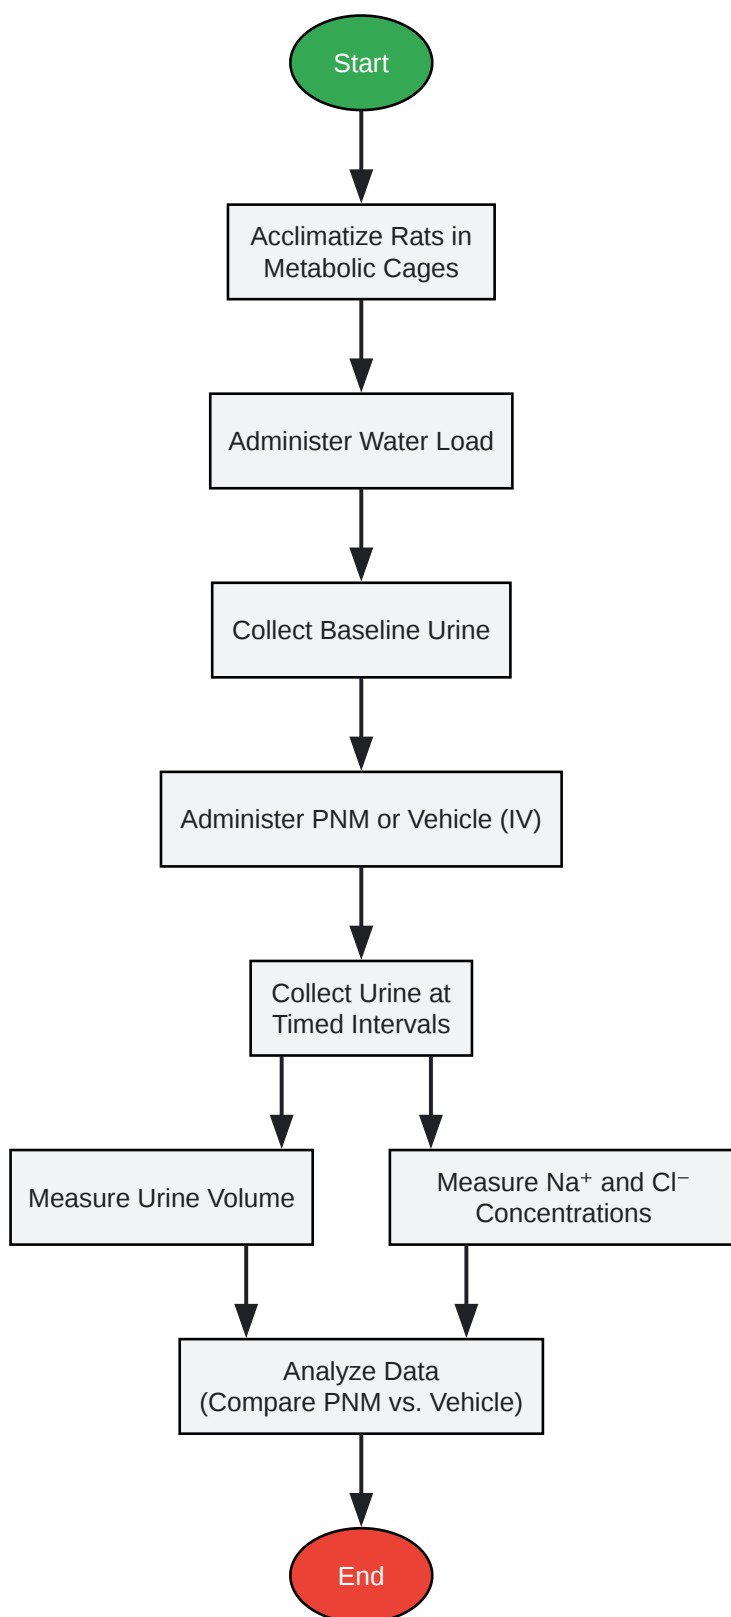 Start
Acclimatize Rats in
Metabolic Cages
Administer Water Load
Collect Baseline Urine
Administer PNM or Vehicle (IV)
Collect Urine at
Timed Intervals
Measure Urine Volume
Measure Na⁺ and Cl⁻
Concentrations
Analyze Data
(Compare PNM vs. Vehicle)
End